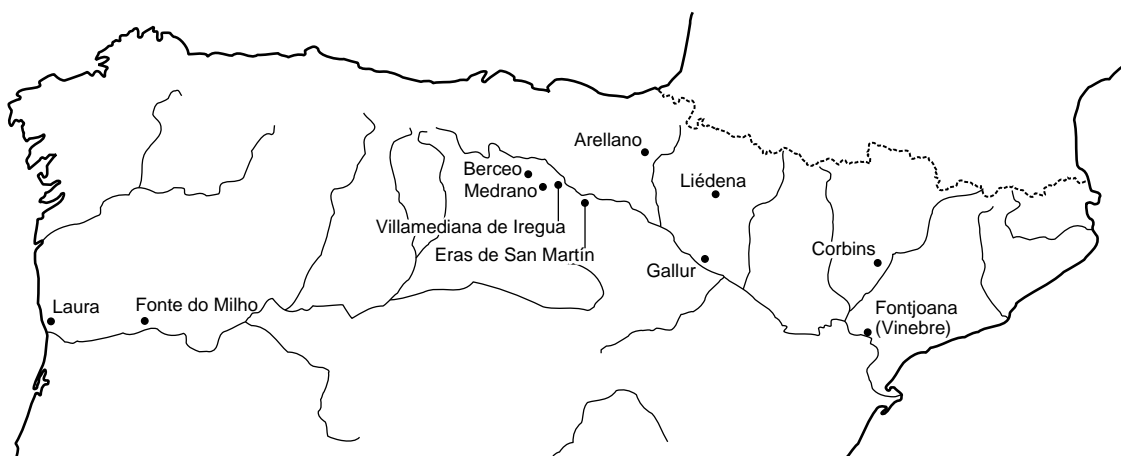 Arellano
Berceo
Medrano
Liédena
Villamediana de Iregua
Eras de San Martín
Corbins
Gallur
Laura
Fonte do Milho
Fontjoana
(Vinebre)